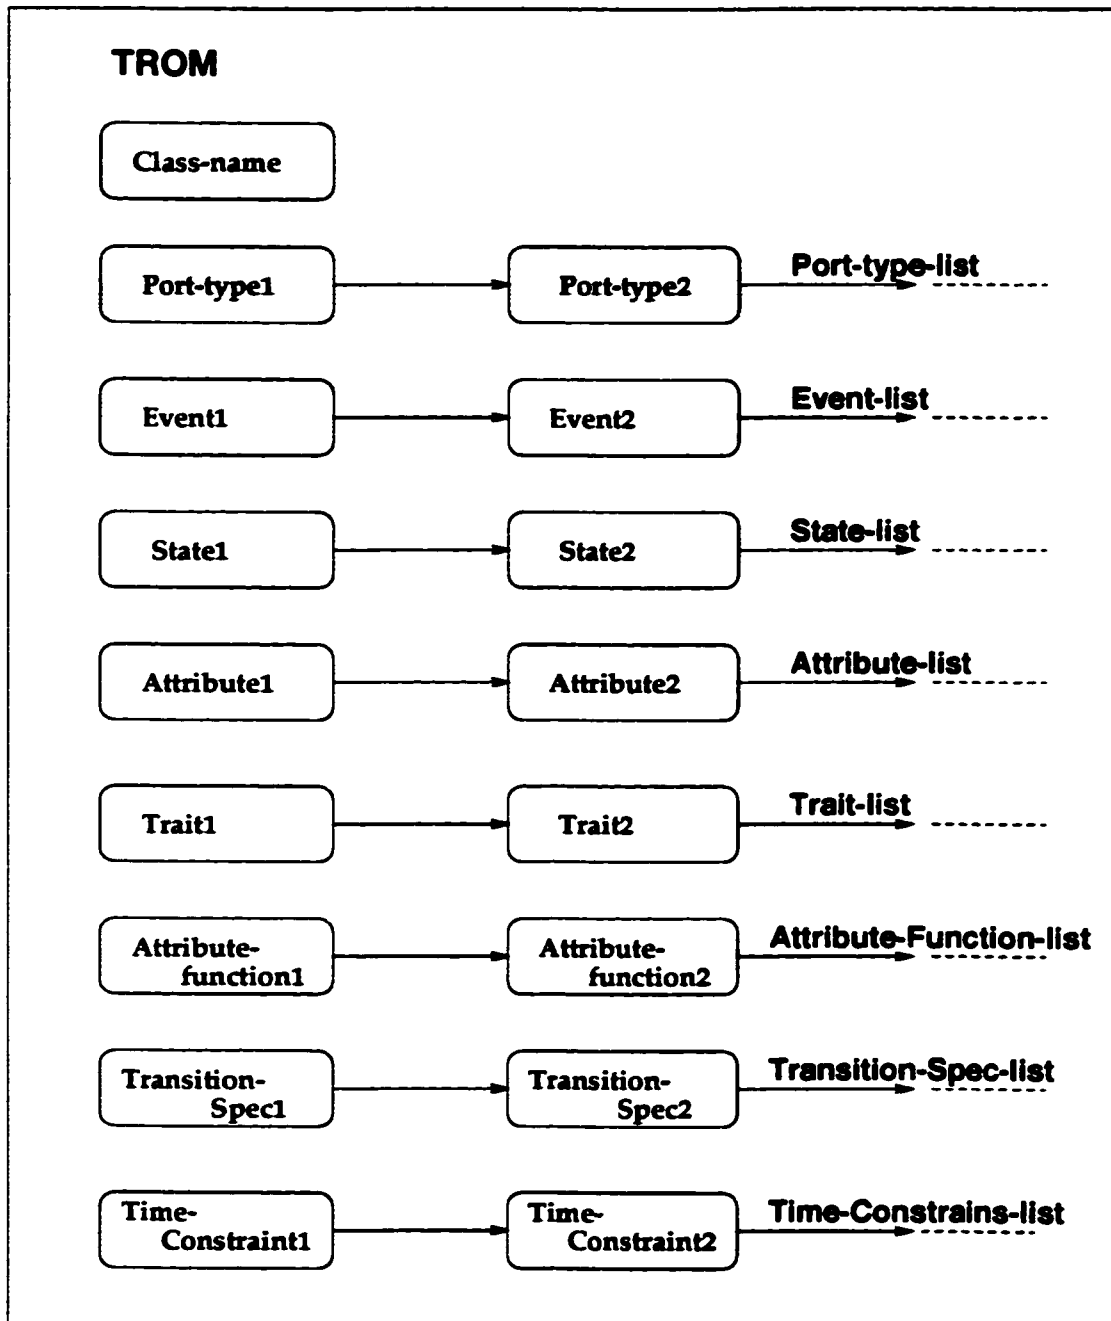 TROM
Class-name
Port-type1
Port-type2
Port-type-list
Event1
Event2
Event-list
State1
State2
State-list
Attribute1
Attribute2
Attribute-list
Trait1
Trait2
Trait-list
Attribute-
function1
Attribute-
function2
Attribute-Function-list
Transition-
Spec1
Transition-
Spec2
Transition-Spec-list
Time-
Constraint1
Time-
Constraint2
Time-Constrains-list